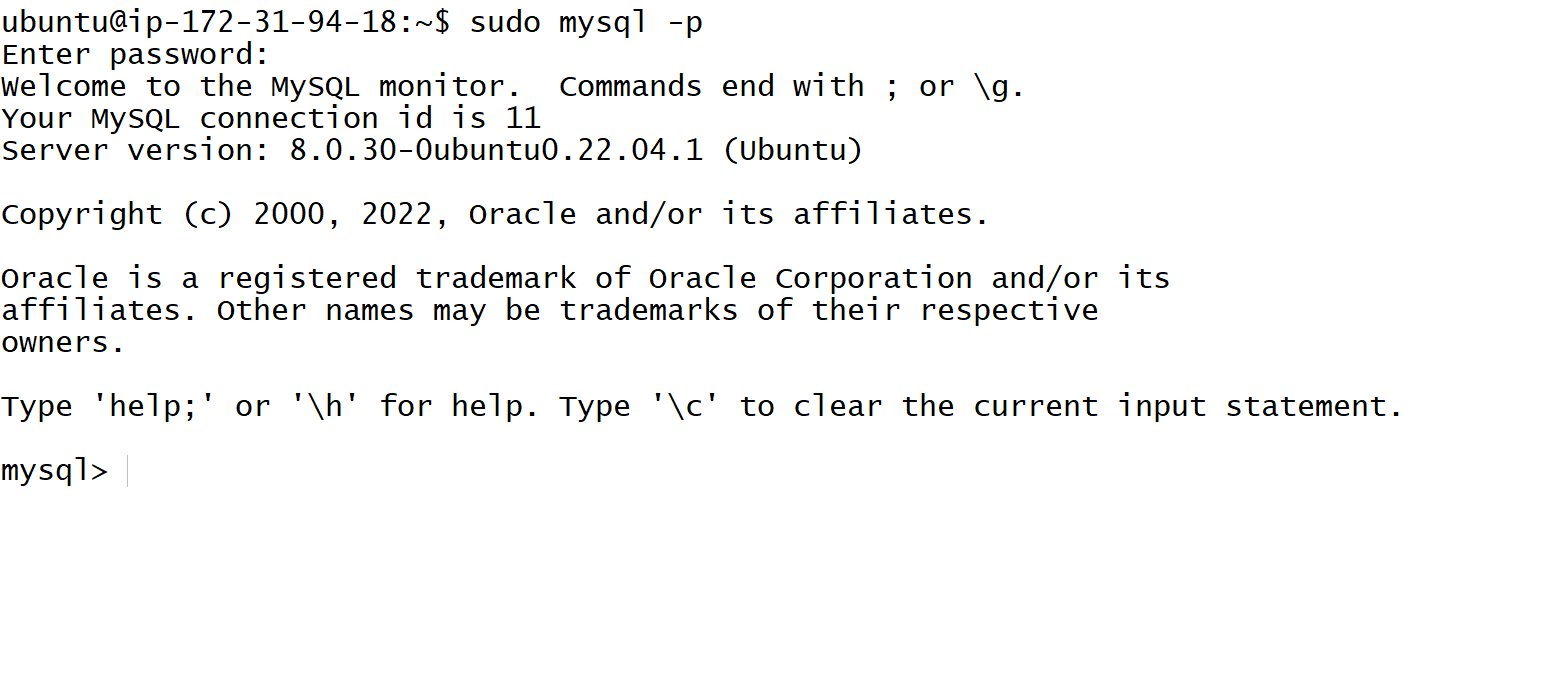 ubuntu@ip-172-31-94-18:~$ sudo mysql -p
Enter password:
Welcome to the MySQL monitor.  Commands end with ; or \g.
Your MySQL connection id is 11
Server version: 8.0.30-0ubuntu0.22.04.1 (Ubuntu)
Copyright (c) 2000, 2022, Oracle and/or its affiliates.
Oracle is a registered trademark of Oracle Corporation and/or its
affiliates. Other names may be trademarks of their respective
owners.
Type 'help;' or '\h' for help. Type '\c' to clear the current input statement.
mysql>